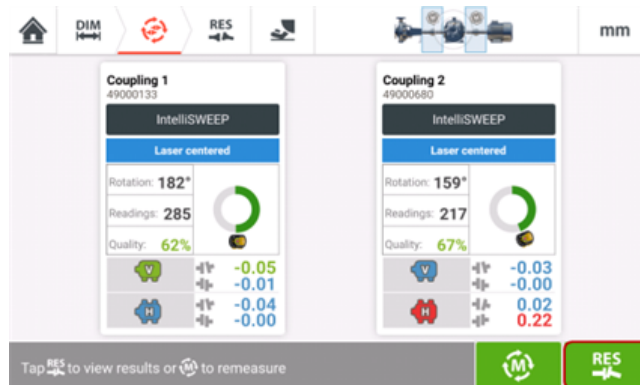 DIM
RES
mm
Coupling 1
49000133
IntelliSWEEP
Laser centered
Rotation: 182°
Readings: 285
Quality: 62%
V -0.05
-0.01
H -0.04
-0.00
Coupling 2
49000680
IntelliSWEEP
Laser centered
Rotation: 159°
Readings: 217
Quality: 67%
V -0.03
-0.00
H 0.02
0.22
Tap RES to view results or M to remeasure
M
RES